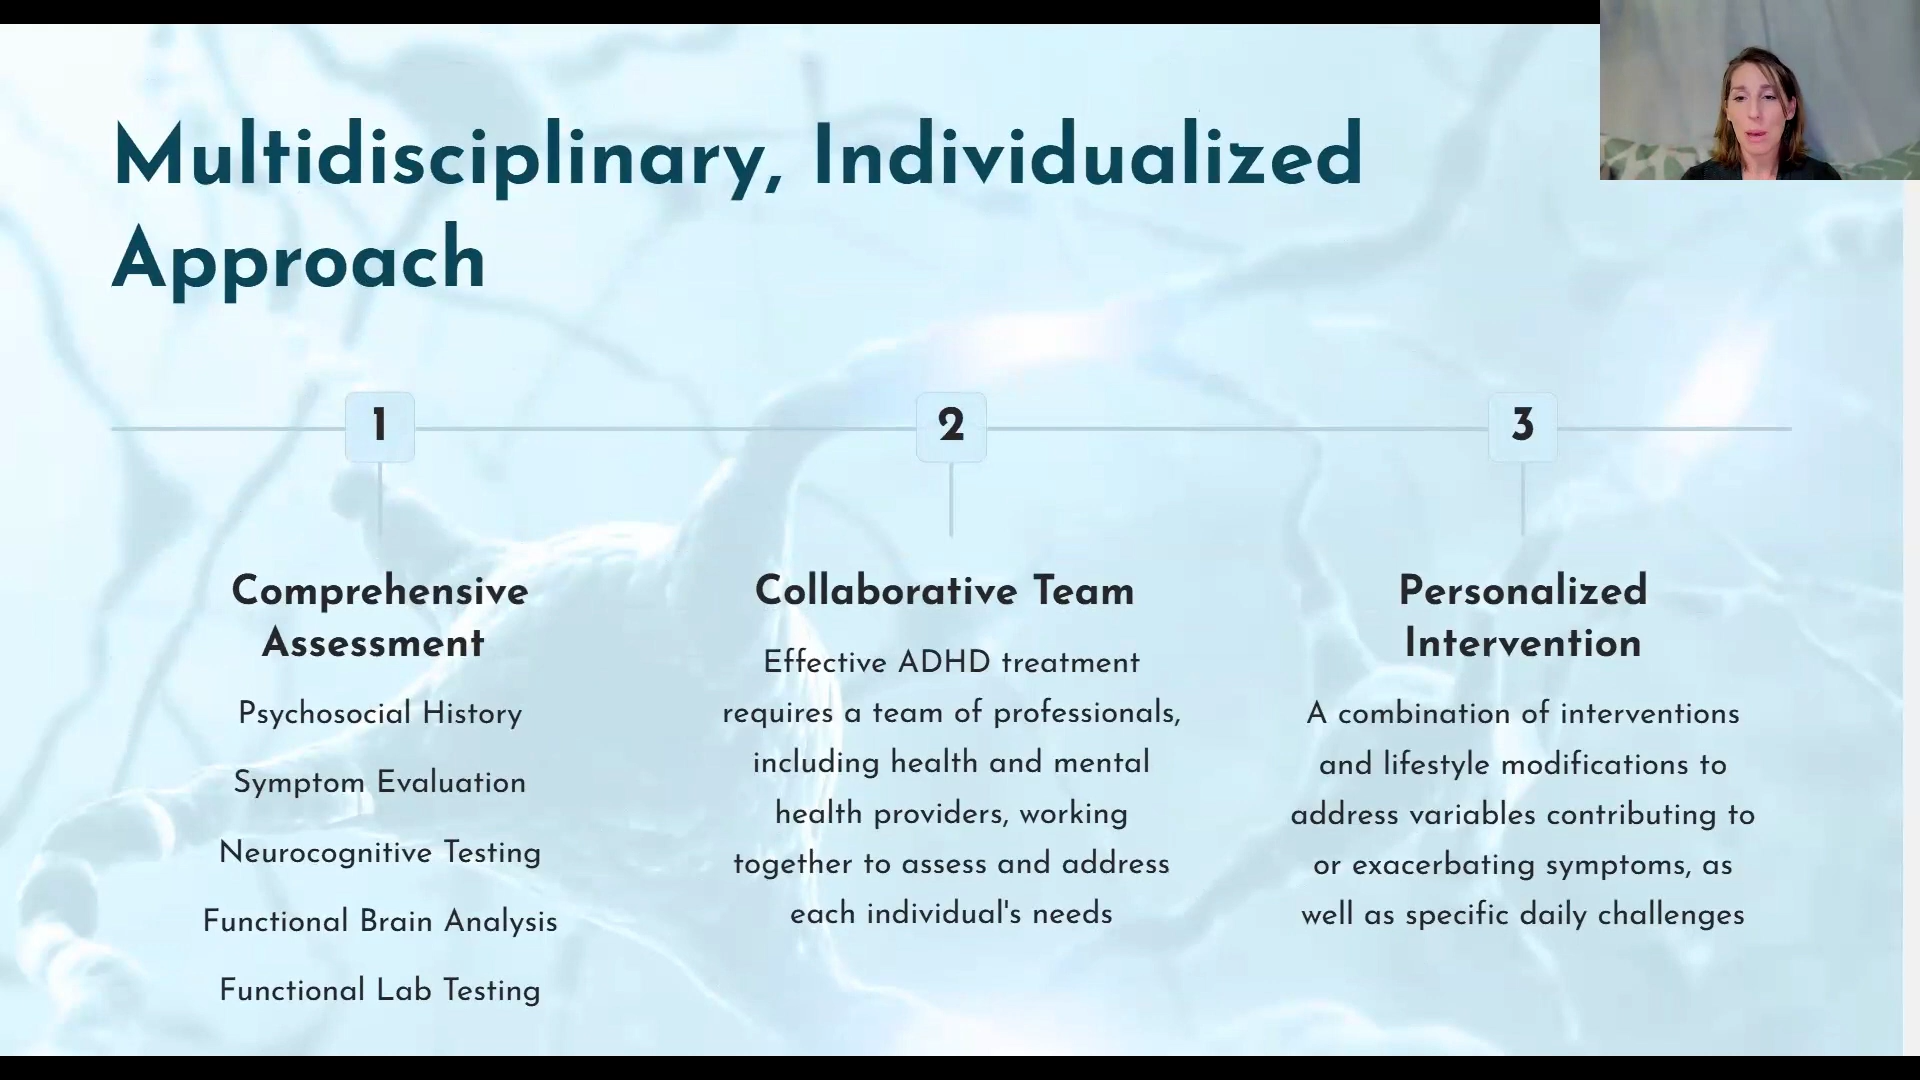 Multidisciplinary, Individualized
Approach
1
Comprehensive
Assessment
Psychosocial History
Symptom Evaluation
Neurocognitive Testing
Functional Brain Analysis
Functional Lab Testing
2
Collaborative Team
Effective ADHD treatment
requires a team of professionals,
including health and mental
health providers, working
together to assess and address
each individual's needs
3
Personalized
Intervention
A combination of interventions
and lifestyle modifications to
address variables contributing to
or exacerbating symptoms, as
well as specific daily challenges